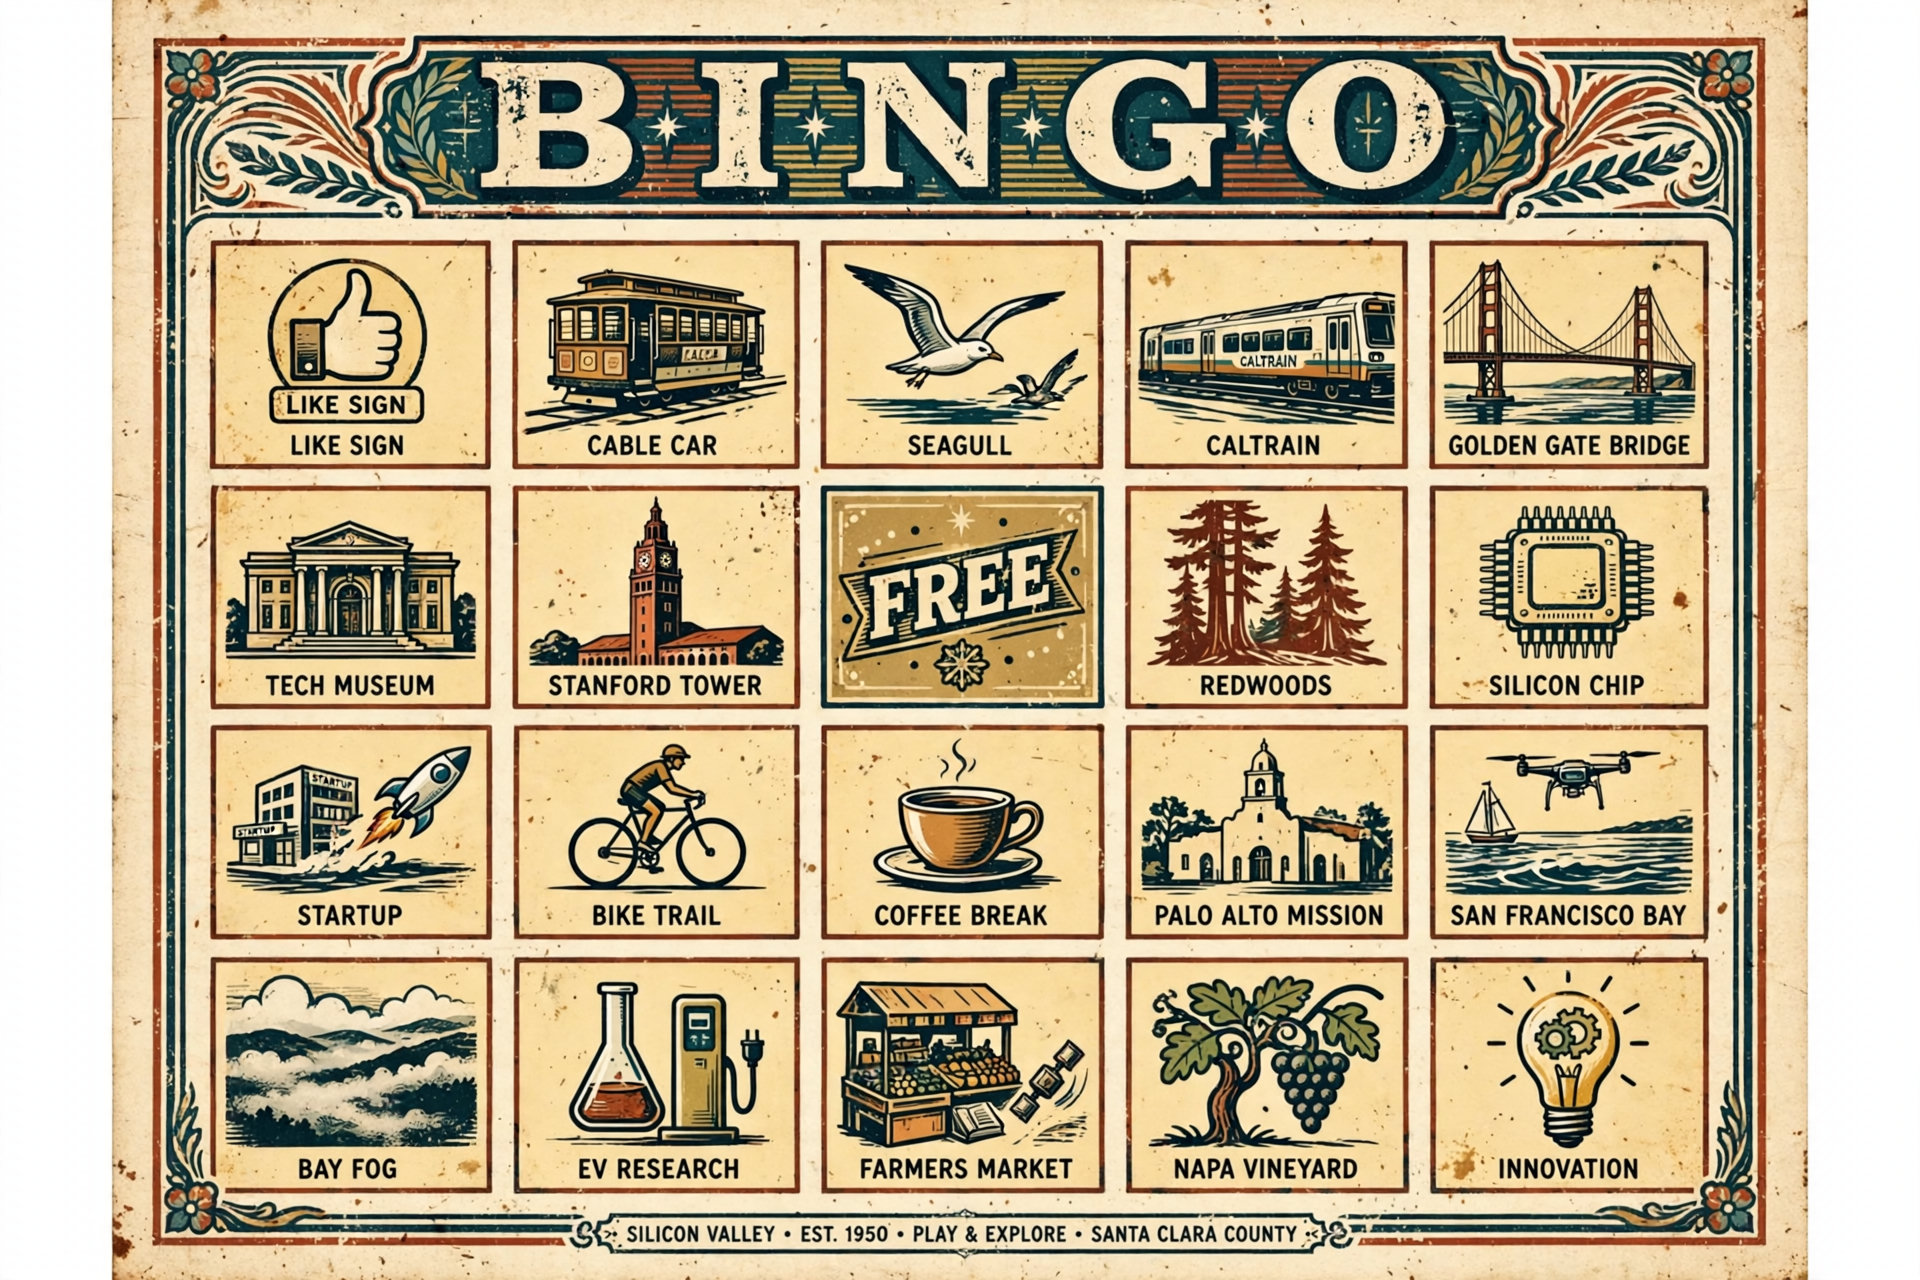 BINGO
LIKE SIGN
LIKE SIGN
CABLE CAR
SEAGULL
CALTRAIN
CALTRAIN
GOLDEN GATE BRIDGE
TECH MUSEUM
STANFORD TOWER
FREE
REDWOODS
SILICON CHIP
STARTUP
STARTUP
STARTUP
BIKE TRAIL
COFFEE BREAK
PALO ALTO MISSION
SAN FRANCISCO BAY
BAY FOG
EV RESEARCH
FARMERS MARKET
NAPA VINEYARD
INNOVATION
SILICON VALLEY • EST. 1950 • PLAY & EXPLORE • SANTA CLARA COUNTY